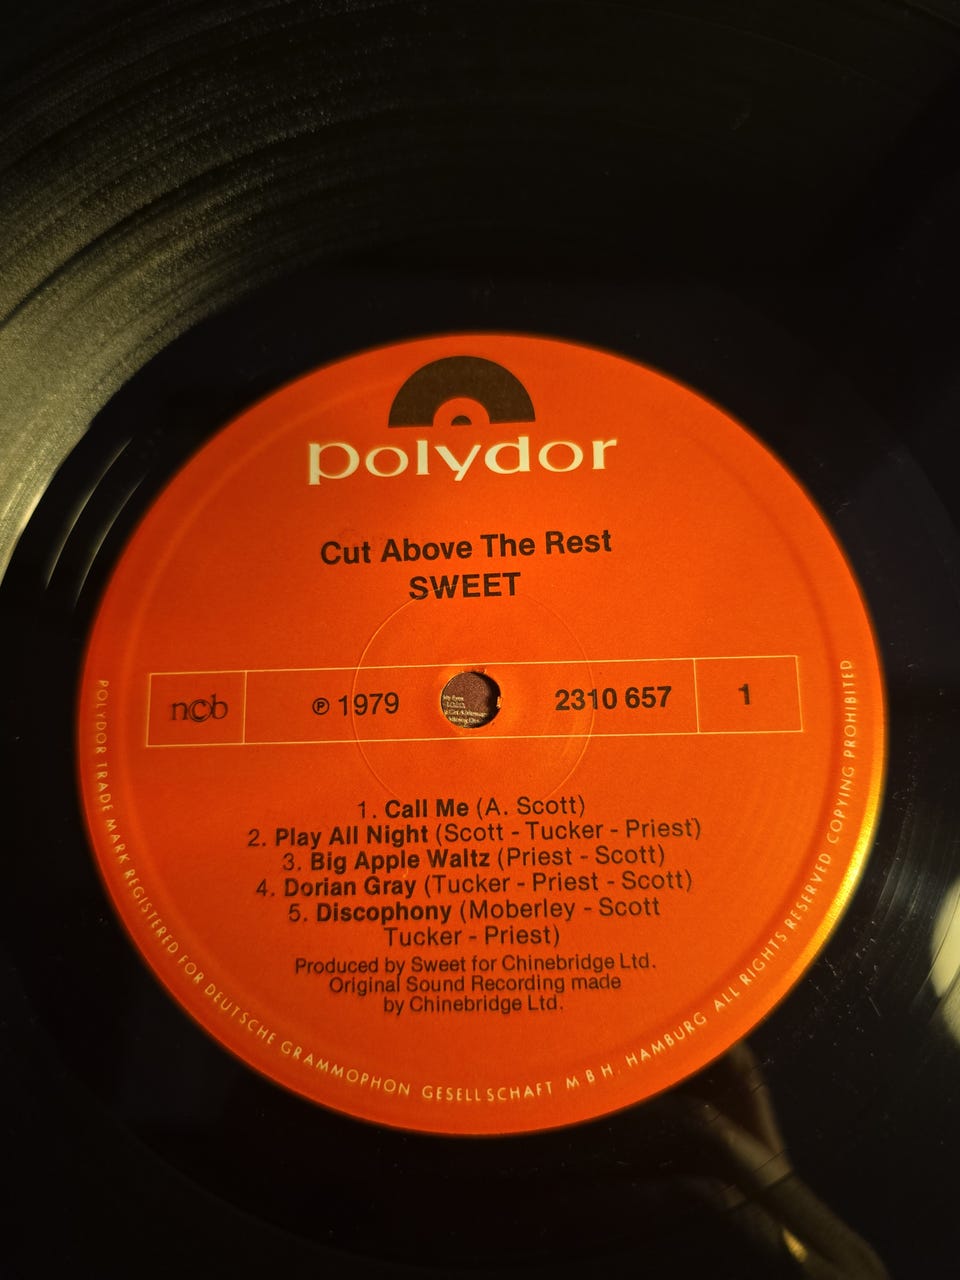 polydor
Cut Above The Rest
SWEET
n©b
℗ 1979
2310 657
1
1. Call Me (A. Scott)
2. Play All Night (Scott - Tucker - Priest)
3. Big Apple Waltz (Priest - Scott)
4. Dorian Gray (Tucker - Priest - Scott)
5. Discophony (Moberley - Scott
Tucker - Priest)
Produced by Sweet for Chinebridge Ltd.
Original Sound Recording made
by Chinebridge Ltd.
POLYDOR TRADE MARK REGISTERED FOR DEUTSCHE GRAMMOPHON GESELLSCHAFT M B H. HAMBURG ALL RIGHTS RESERVED COPYING PROHIBITED